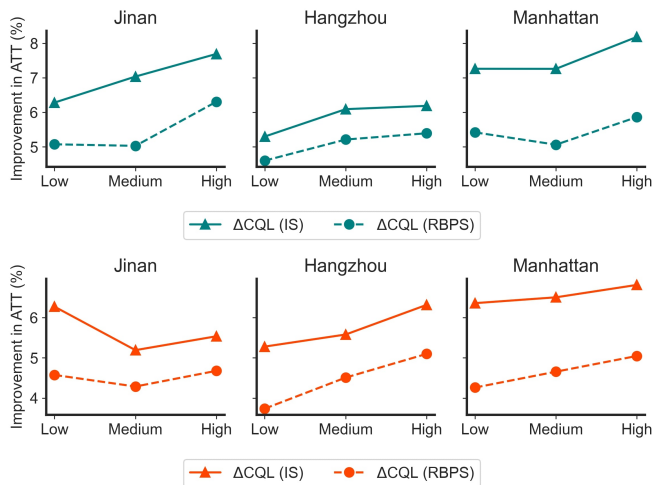 Jinan Hangzhou Manhattan
Improvement in ATT (%)
8
7
6
5
Low Medium High Low Medium High Low Medium High
ΔCQL (IS) ΔCQL (RBPS)
Jinan Hangzhou Manhattan
Improvement in ATT (%)
6
5
4
Low Medium High Low Medium High Low Medium High
ΔCQL (IS) ΔCQL (RBPS)